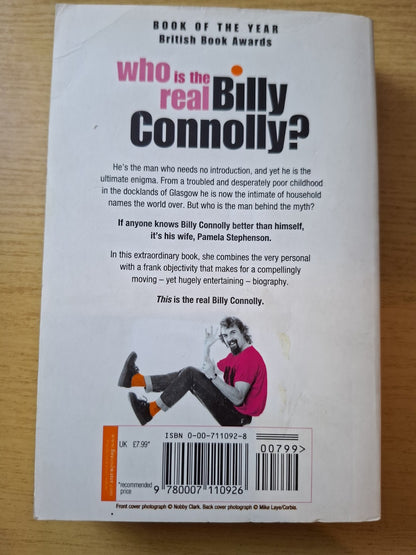 BOOK OF THE YEAR
British Book Awards
who is the
real Billy
Connolly?
He's the man who needs no introduction, and yet he is the
ultimate enigma. From a troubled and desperately poor childhood
in the docklands of Glasgow he is now the intimate of household
names the world over. But who is the man behind the myth?
If anyone knows Billy Connolly better than himself,
it's his wife, Pamela Stephenson.
In this extraordinary book, she combines the very personal
with a frank objectivity that makes for a compellingly
moving – yet hugely entertaining – biography.
This is the real Billy Connolly.
UK £7.99*
*recommended
price
ISBN 0-00-711092-8
00799>
9 780007 110926
Front cover photograph © Nobby Clark. Back cover photograph © Mike Laye/Corbis.